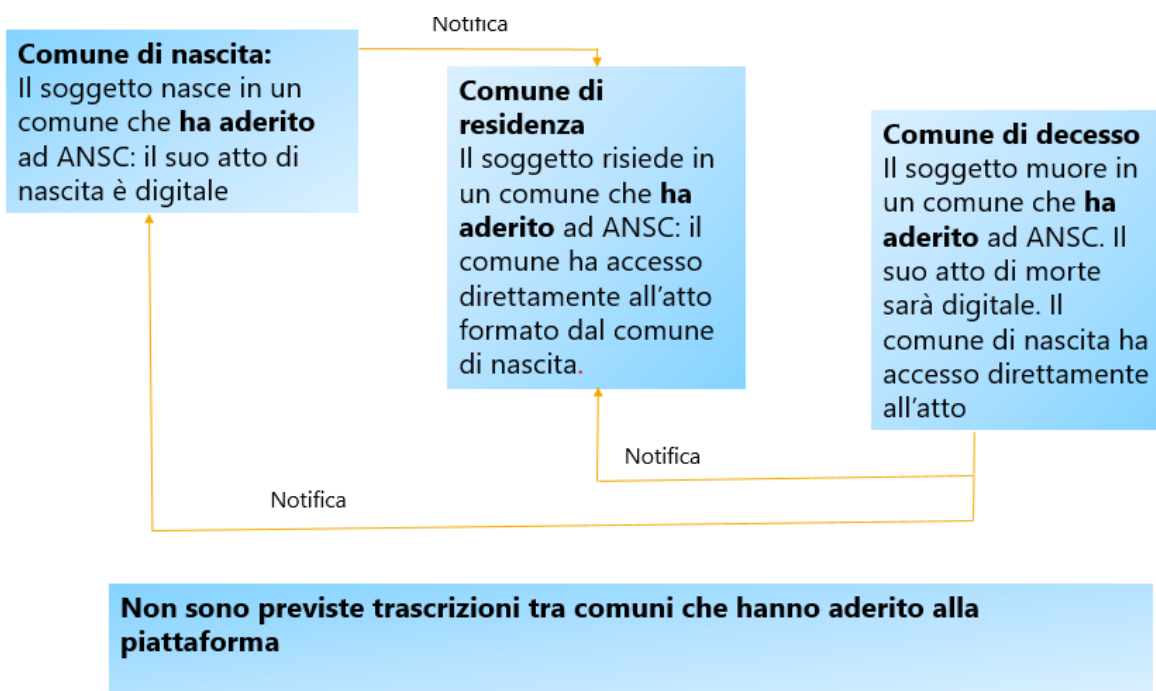 Notifica
Comune di nascita:
Il soggetto nasce in un
comune che ha aderito
ad ANSC: il suo atto di
nascita è digitale
Comune di
residenza
Il soggetto risiede in
un comune che ha
aderito ad ANSC: il
comune ha accesso
direttamente all'atto
formato dal comune
di nascita.
Comune di decesso
Il soggetto muore in
un comune che ha
aderito ad ANSC. Il
suo atto di morte
sarà digitale. Il
comune di nascita ha
accesso direttamente
all'atto
Notifica
Notifica
Non sono previste trascrizioni tra comuni che hanno aderito alla
piattaforma